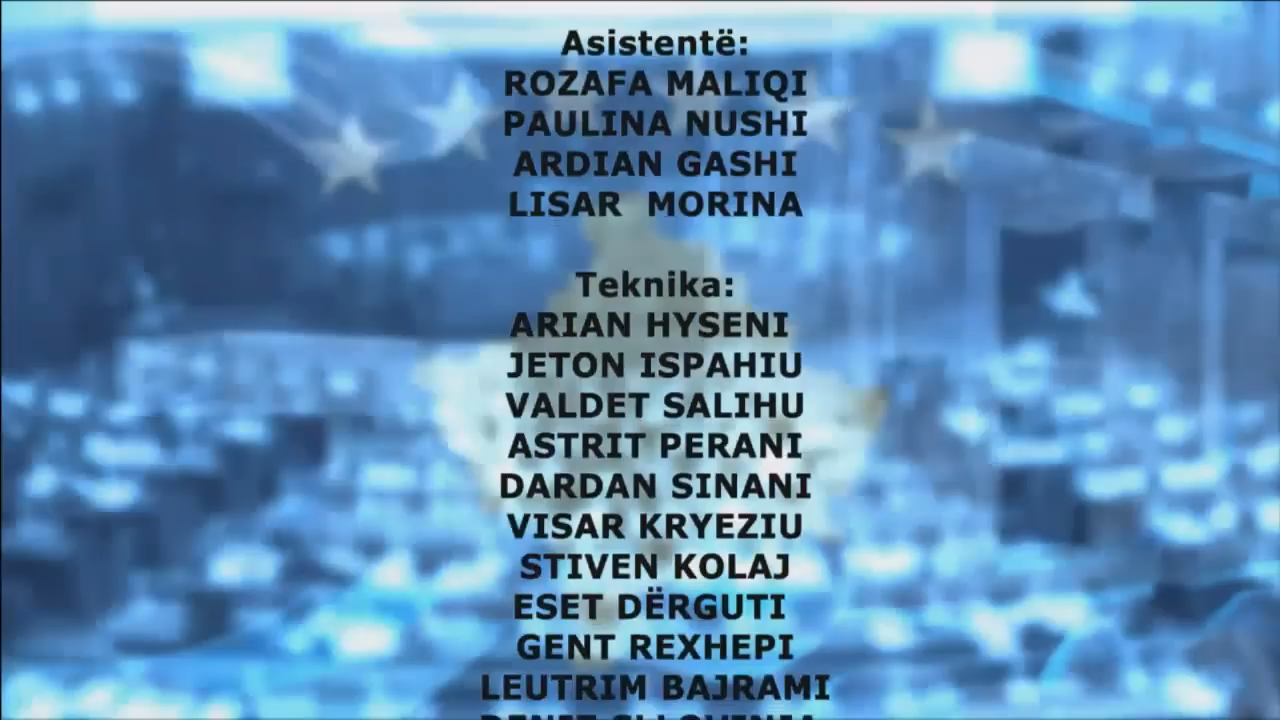 Asistentë:
ROZAFA MALIQI
PAULINA NUSHI
ARDIAN GASHI
LISAR MORINA
Teknika:
ARIAN HYSENI
JETON ISPAHIU
VALDET SALIHU
ASTRIT PERANI
DARDAN SINANI
VISAR KRYEZIU
STIVEN KOLAJ
ESET DËRGUTI
GENT REXHEPI
LEUTRIM BAJRAMI